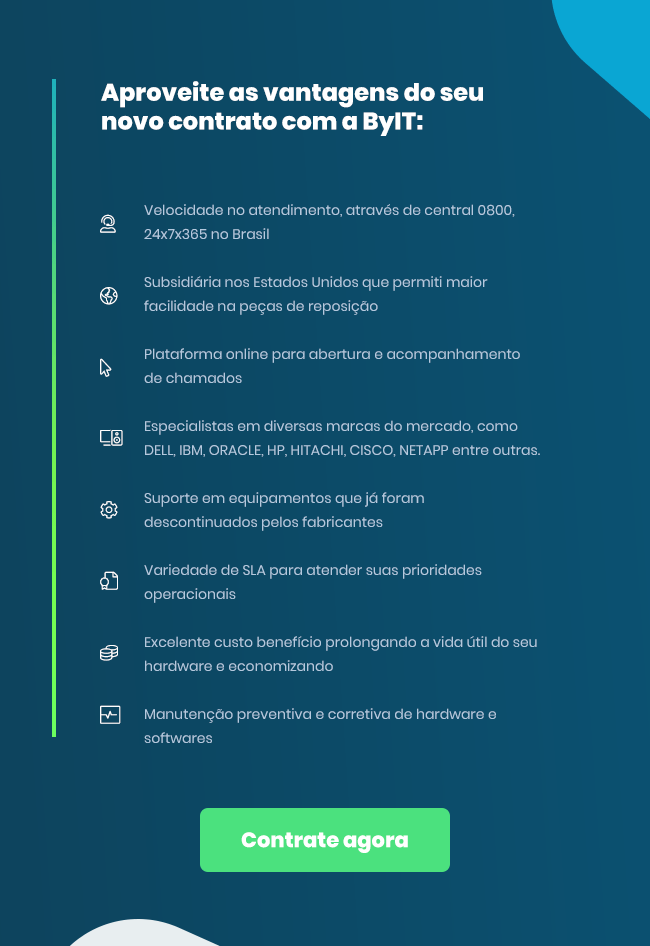 Aproveite as vantagens do seu
novo contrato com a ByIT:
Velocidade no atendimento, através de central 0800,
24x7x365 no Brasil
Subsidiária nos Estados Unidos que permiti maior
facilidade na peças de reposição
Plataforma online para abertura e acompanhamento
de chamados
Especialistas em diversas marcas do mercado, como
DELL, IBM, ORACLE, HP, HITACHI, CISCO, NETAPP entre outras.
Suporte em equipamentos que já foram
descontinuados pelos fabricantes
Variedade de SLA para atender suas prioridades
operacionais
Excelente custo benefício prolongando a vida útil do seu
hardware e economizando
Manutenção preventiva e corretiva de hardware e
softwares
Contrate agora